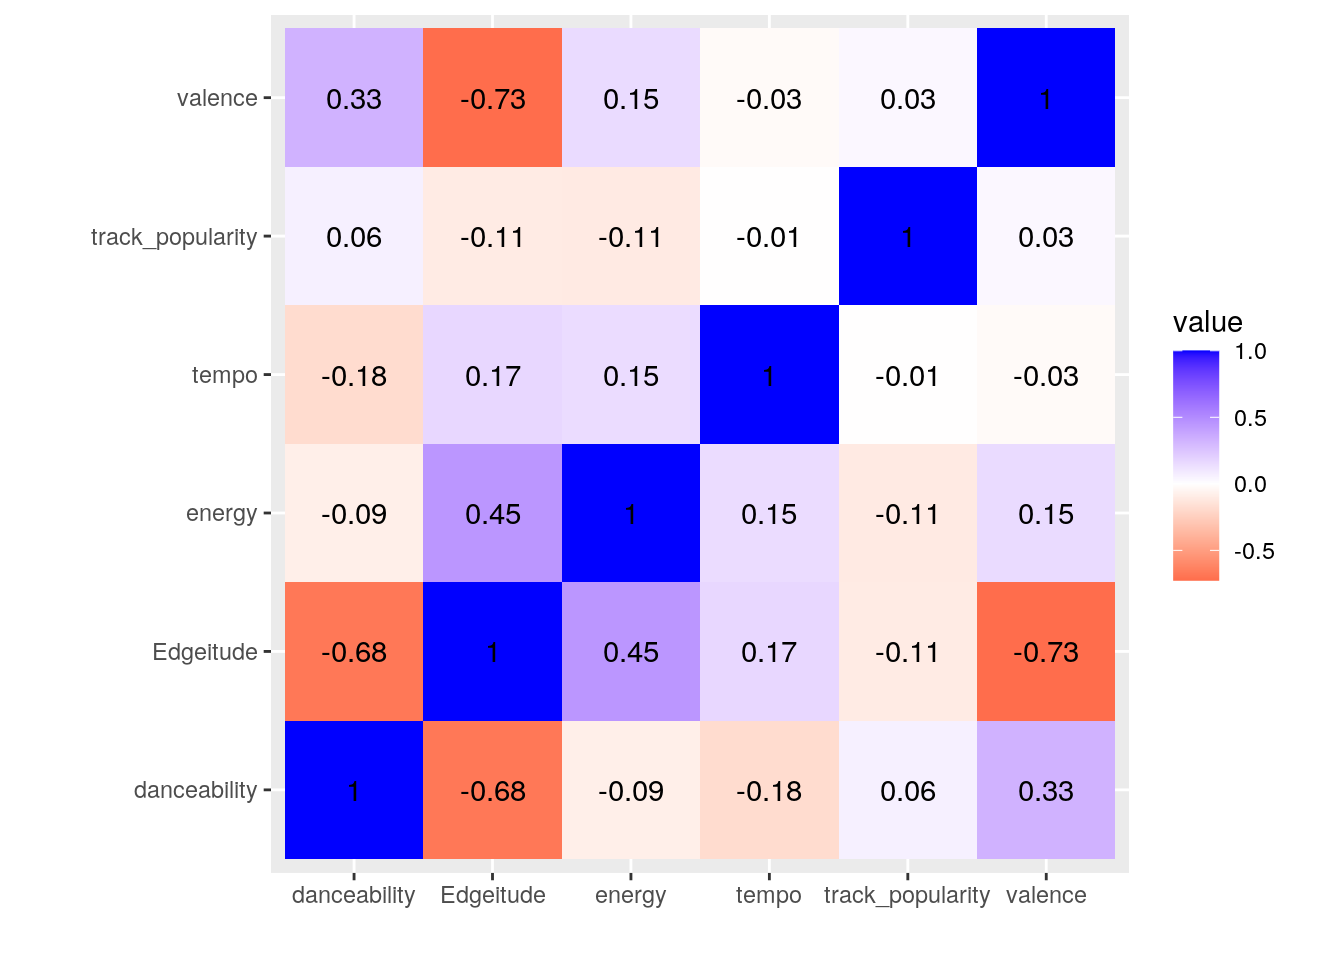 valence 0.33 -0.73 0.15 -0.03 0.03 1
track_popularity 0.06 -0.11 -0.11 -0.01 1 0.03
tempo -0.18 0.17 0.15 1 -0.01 -0.03
energy -0.09 0.45 1 0.15 -0.11 0.15
Edgeitude -0.68 1 0.45 0.17 -0.11 -0.73
danceability 1 -0.68 -0.09 -0.18 0.06 0.33
danceability Edgeitude energy tempo track_popularity valence
value
1.0
0.5
0.0
-0.5